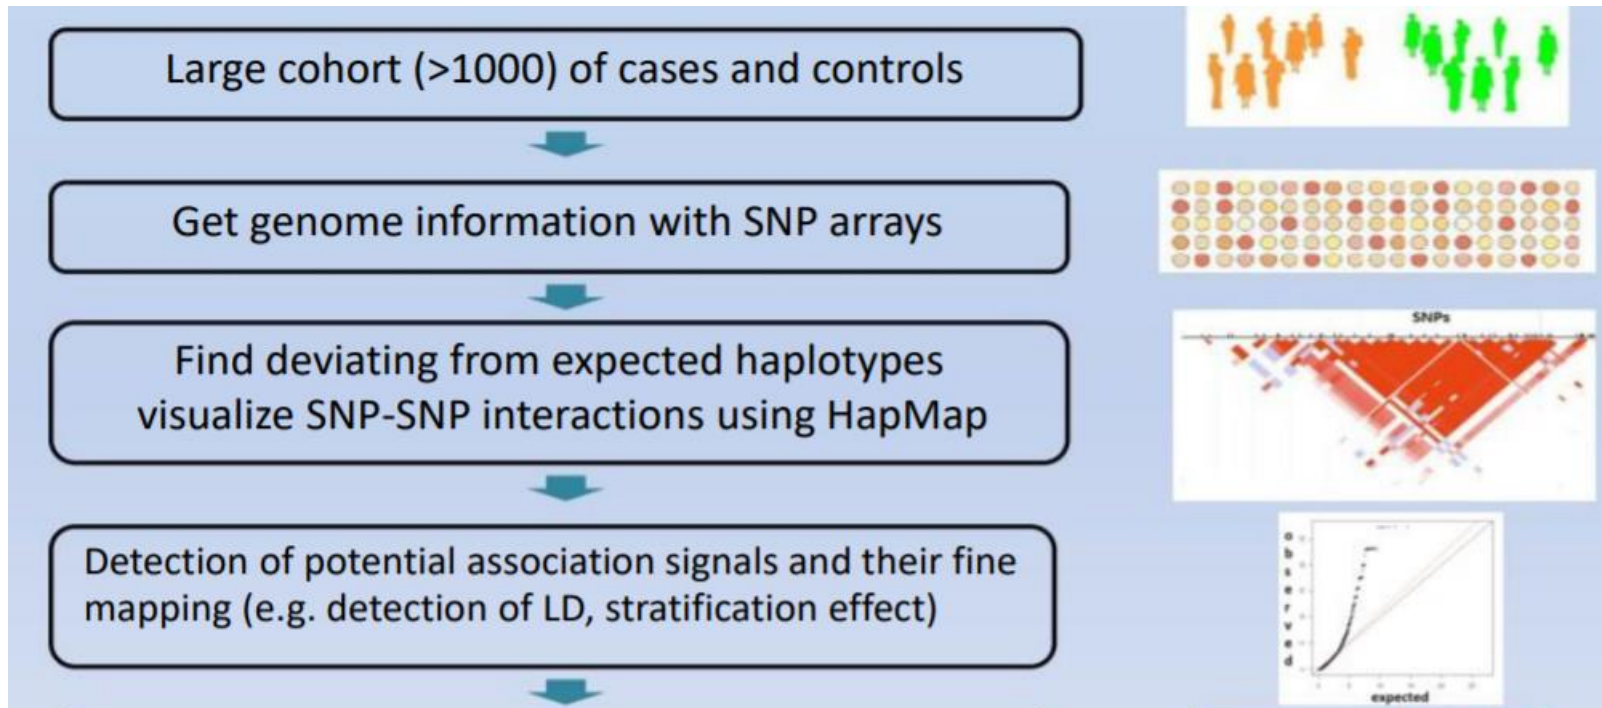 Large cohort (>1000) of cases and controls
Get genome information with SNP arrays
Find deviating from expected haplotypes
visualize SNP-SNP interactions using HapMap
SNPs
Detection of potential association signals and their fine
mapping (e.g. detection of LD, stratification effect)
observed
expected